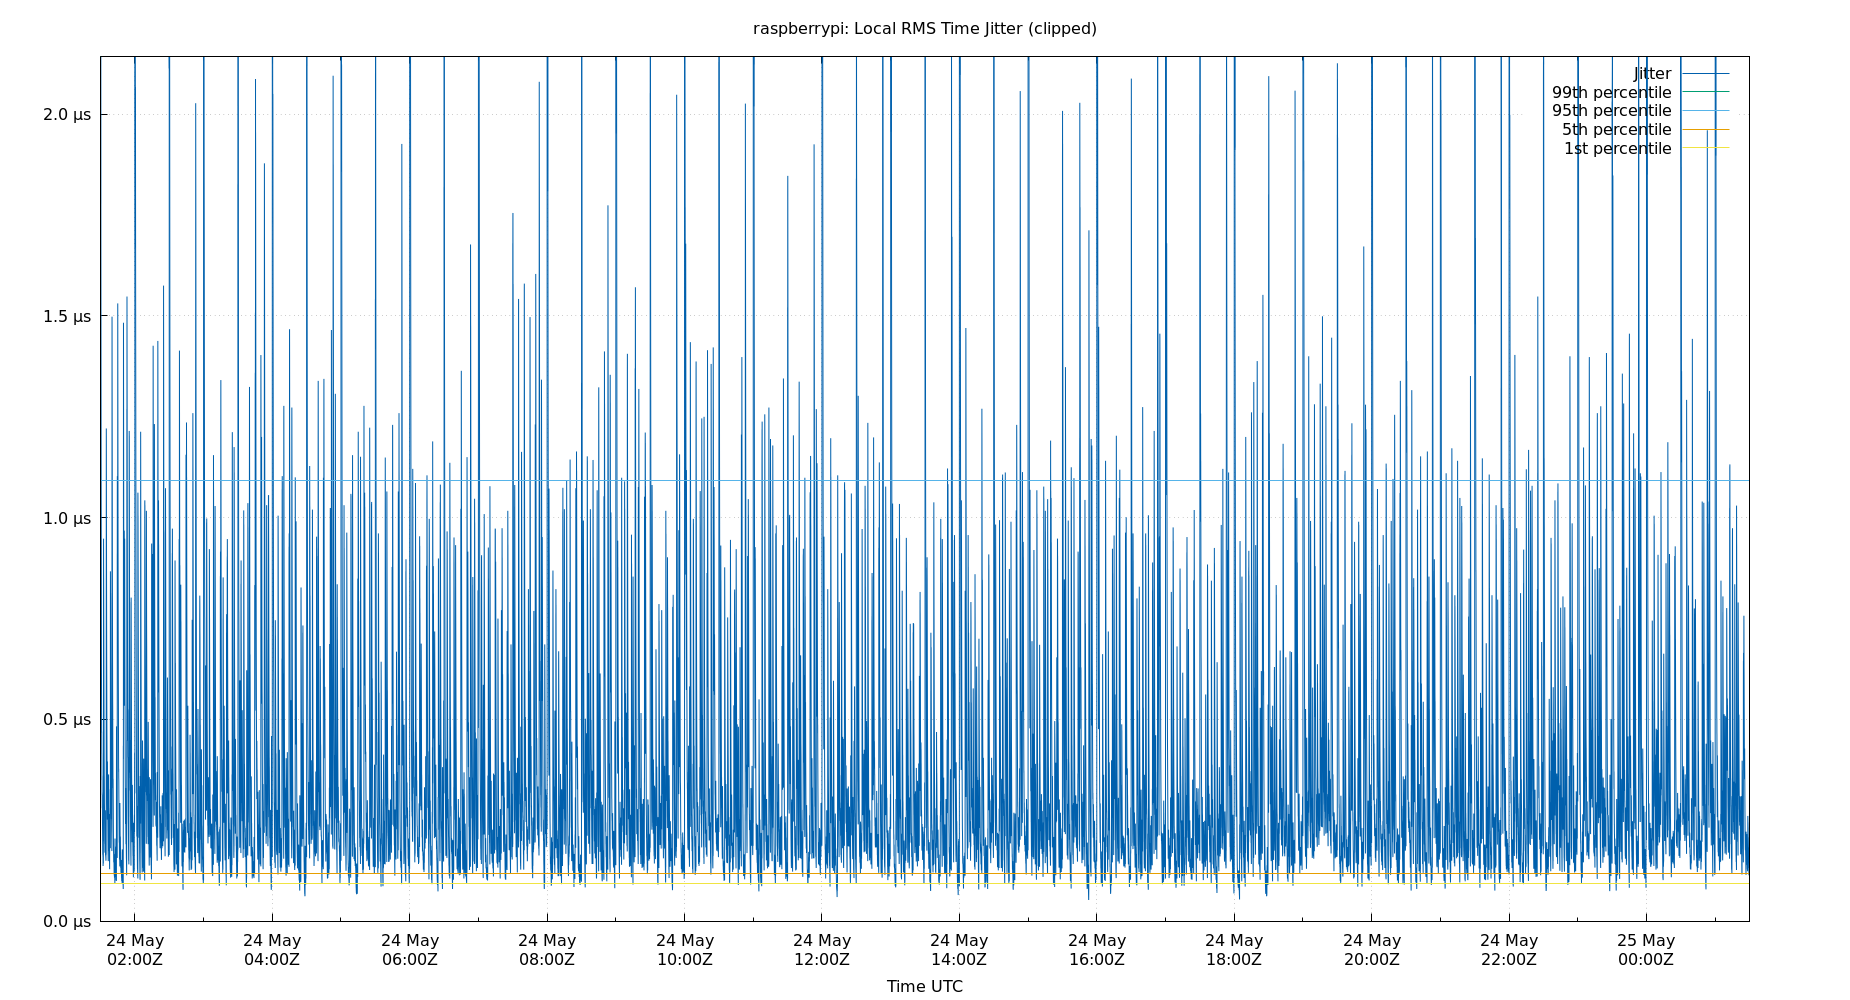 raspberrypi: Local RMS Time Jitter (clipped)
Jitter
99th percentile
95th percentile
5th percentile
1st percentile
2.0 μs
1.5 μs
1.0 μs
0.5 μs
0.0 μs
24 May 24 May 24 May 24 May 24 May 24 May 24 May 24 May 24 May 24 May 24 May 25 May
02:00Z 04:00Z 06:00Z 08:00Z 10:00Z 12:00Z 14:00Z 16:00Z 18:00Z 20:00Z 22:00Z 00:00Z
Time UTC